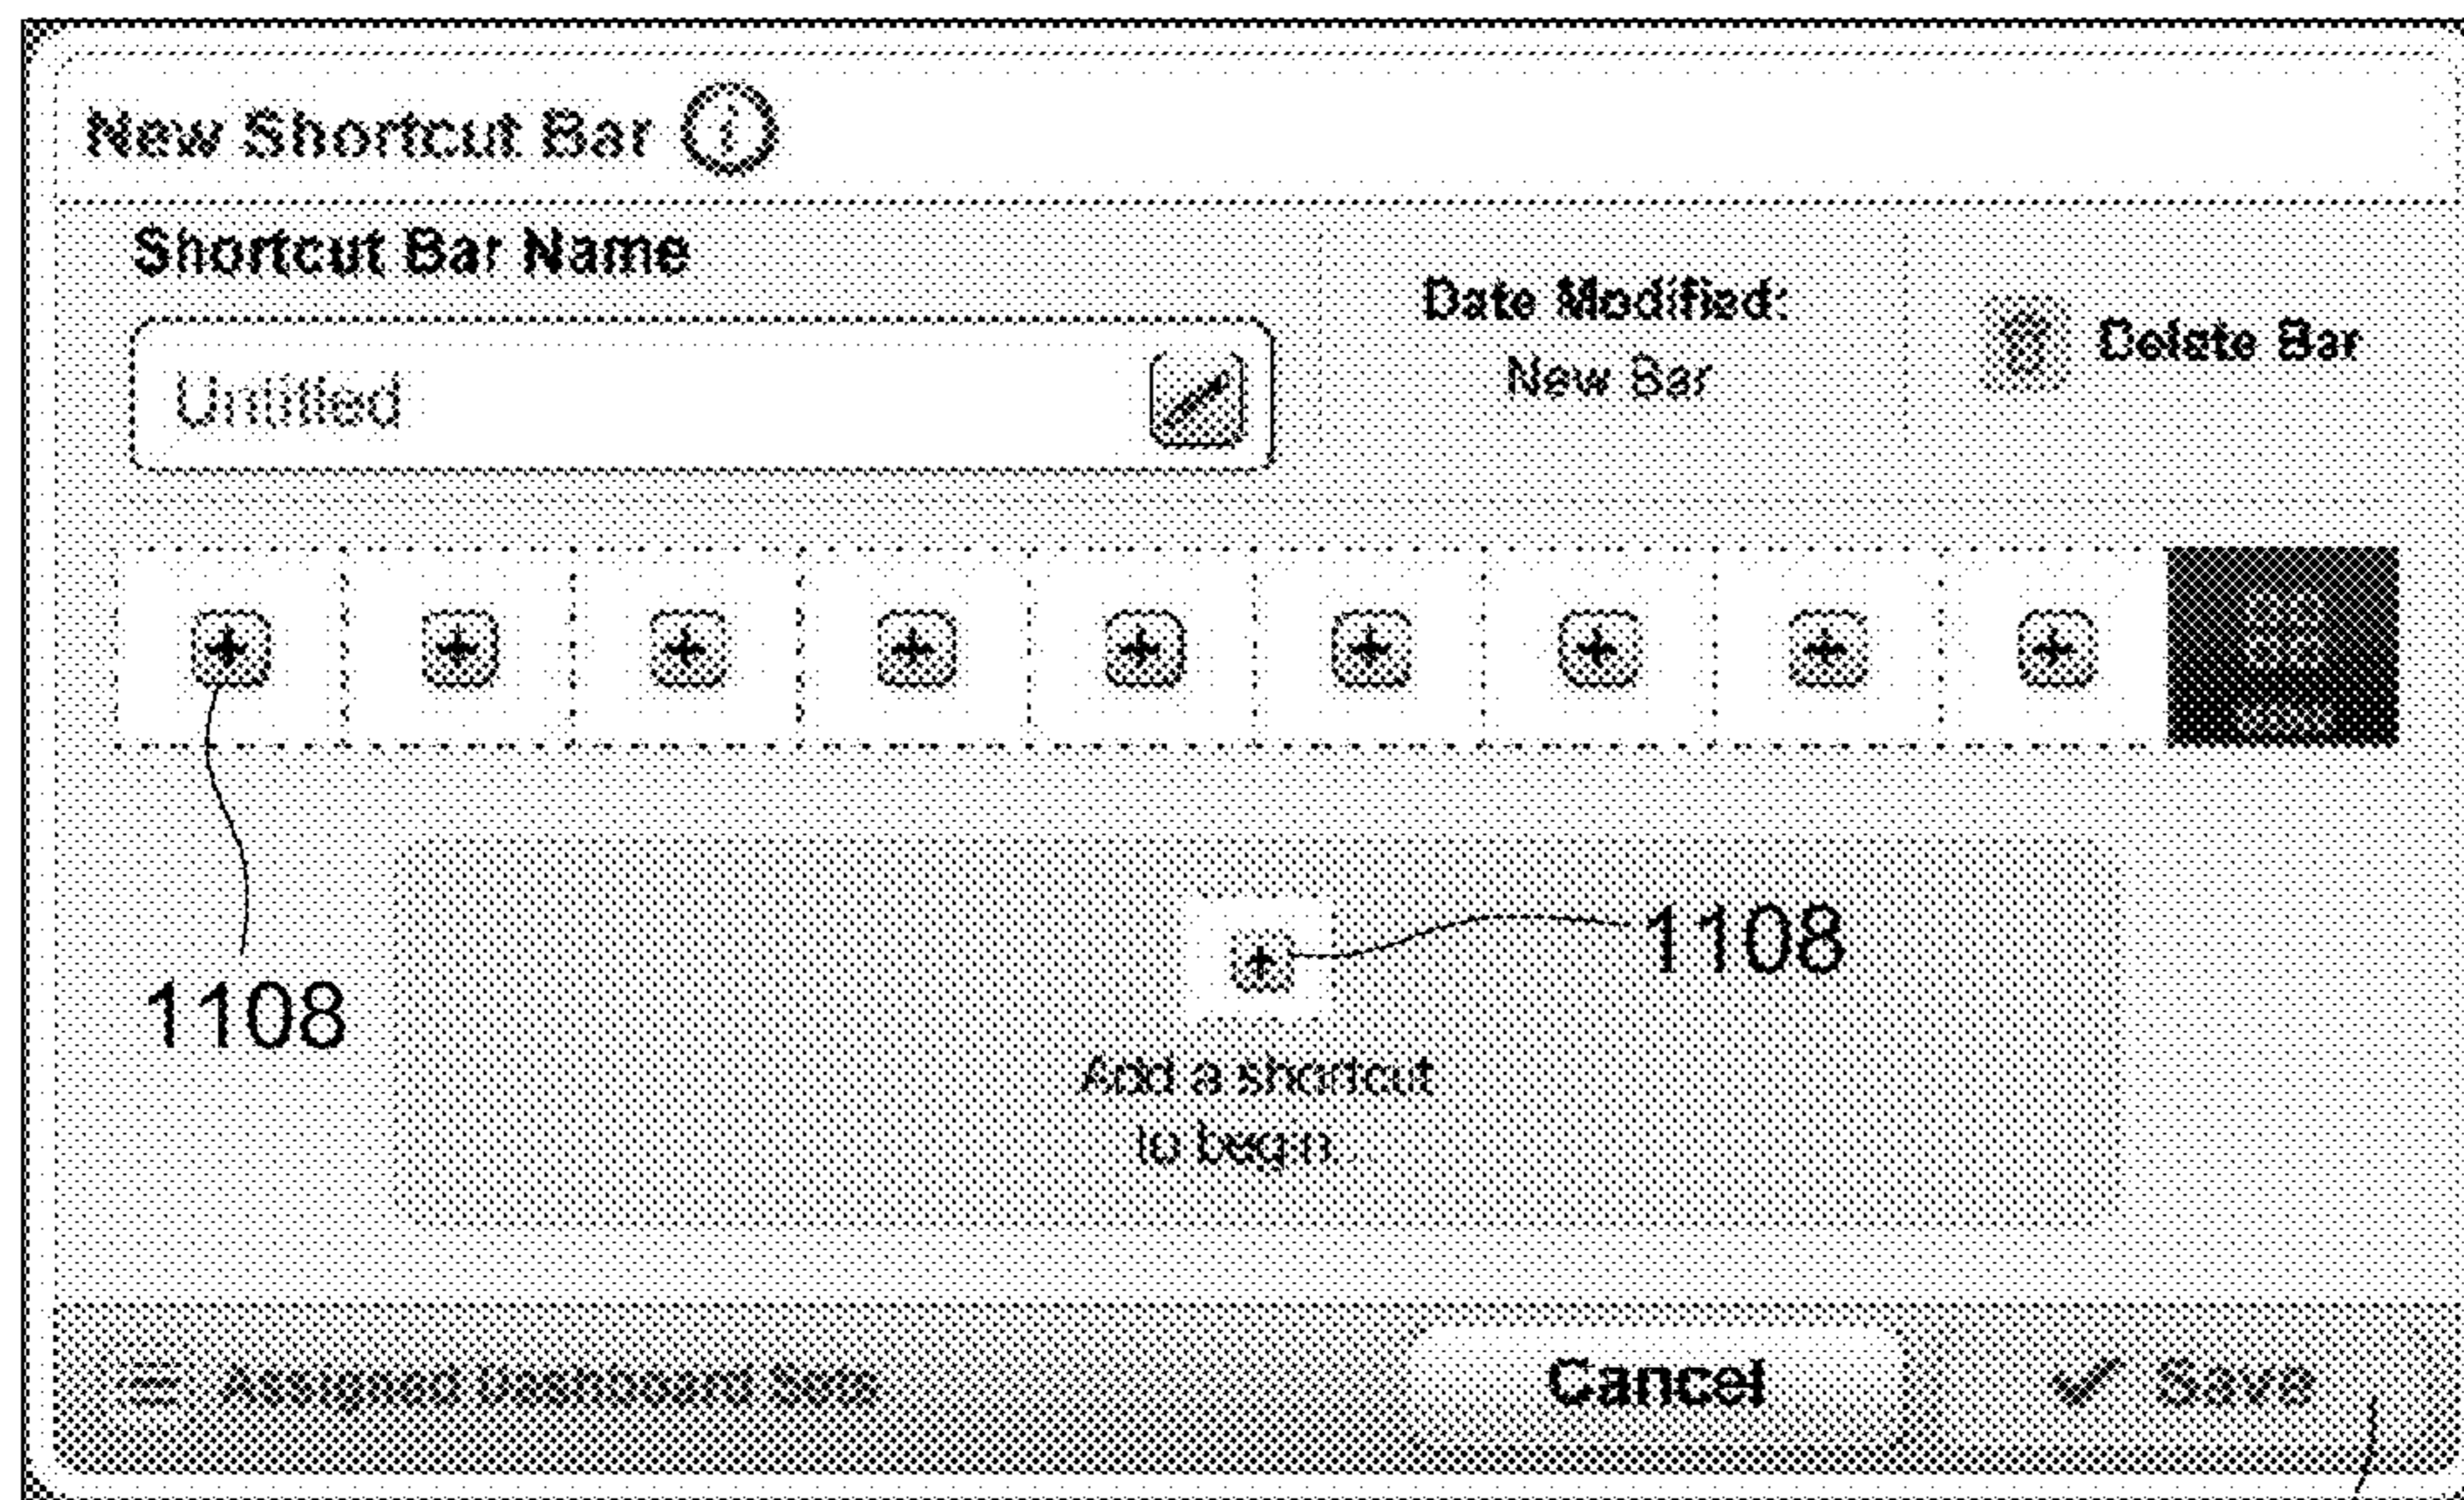 New Shortcut Bar i
Shortcut Bar Name
Untitled
Date Modified:
New Bar
Delete Bar
1108
1108
Add a shortcut
to begin...
Assigned Dashboard Sets
Cancel
Save